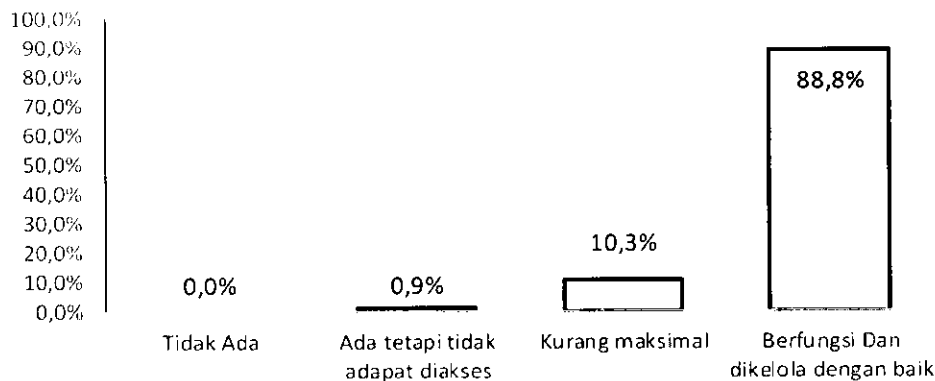 100,0%
90,0%
80,0%
70,0%
60,0%
50,0%
40,0%
30,0%
20,0%
10,0%
0,0%
0,0%
0,9%
10,3%
88,8%
Tidak Ada
Ada tetapi tidak
adapat diakses
Kurang maksimal
Berfungsi Dan
dikelola dengan baik